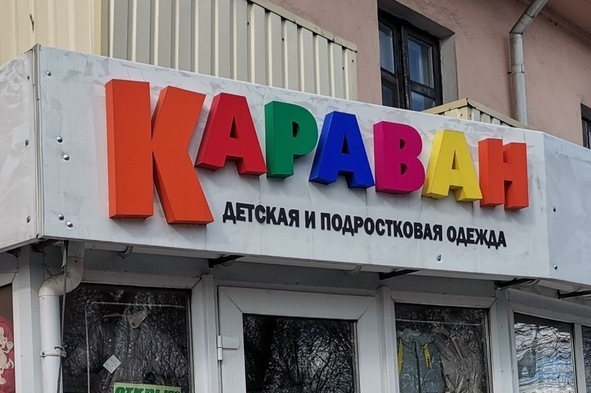 КАРАВАН
ДЕТСКАЯ И ПОДРОСТКОВАЯ ОДЕЖДА